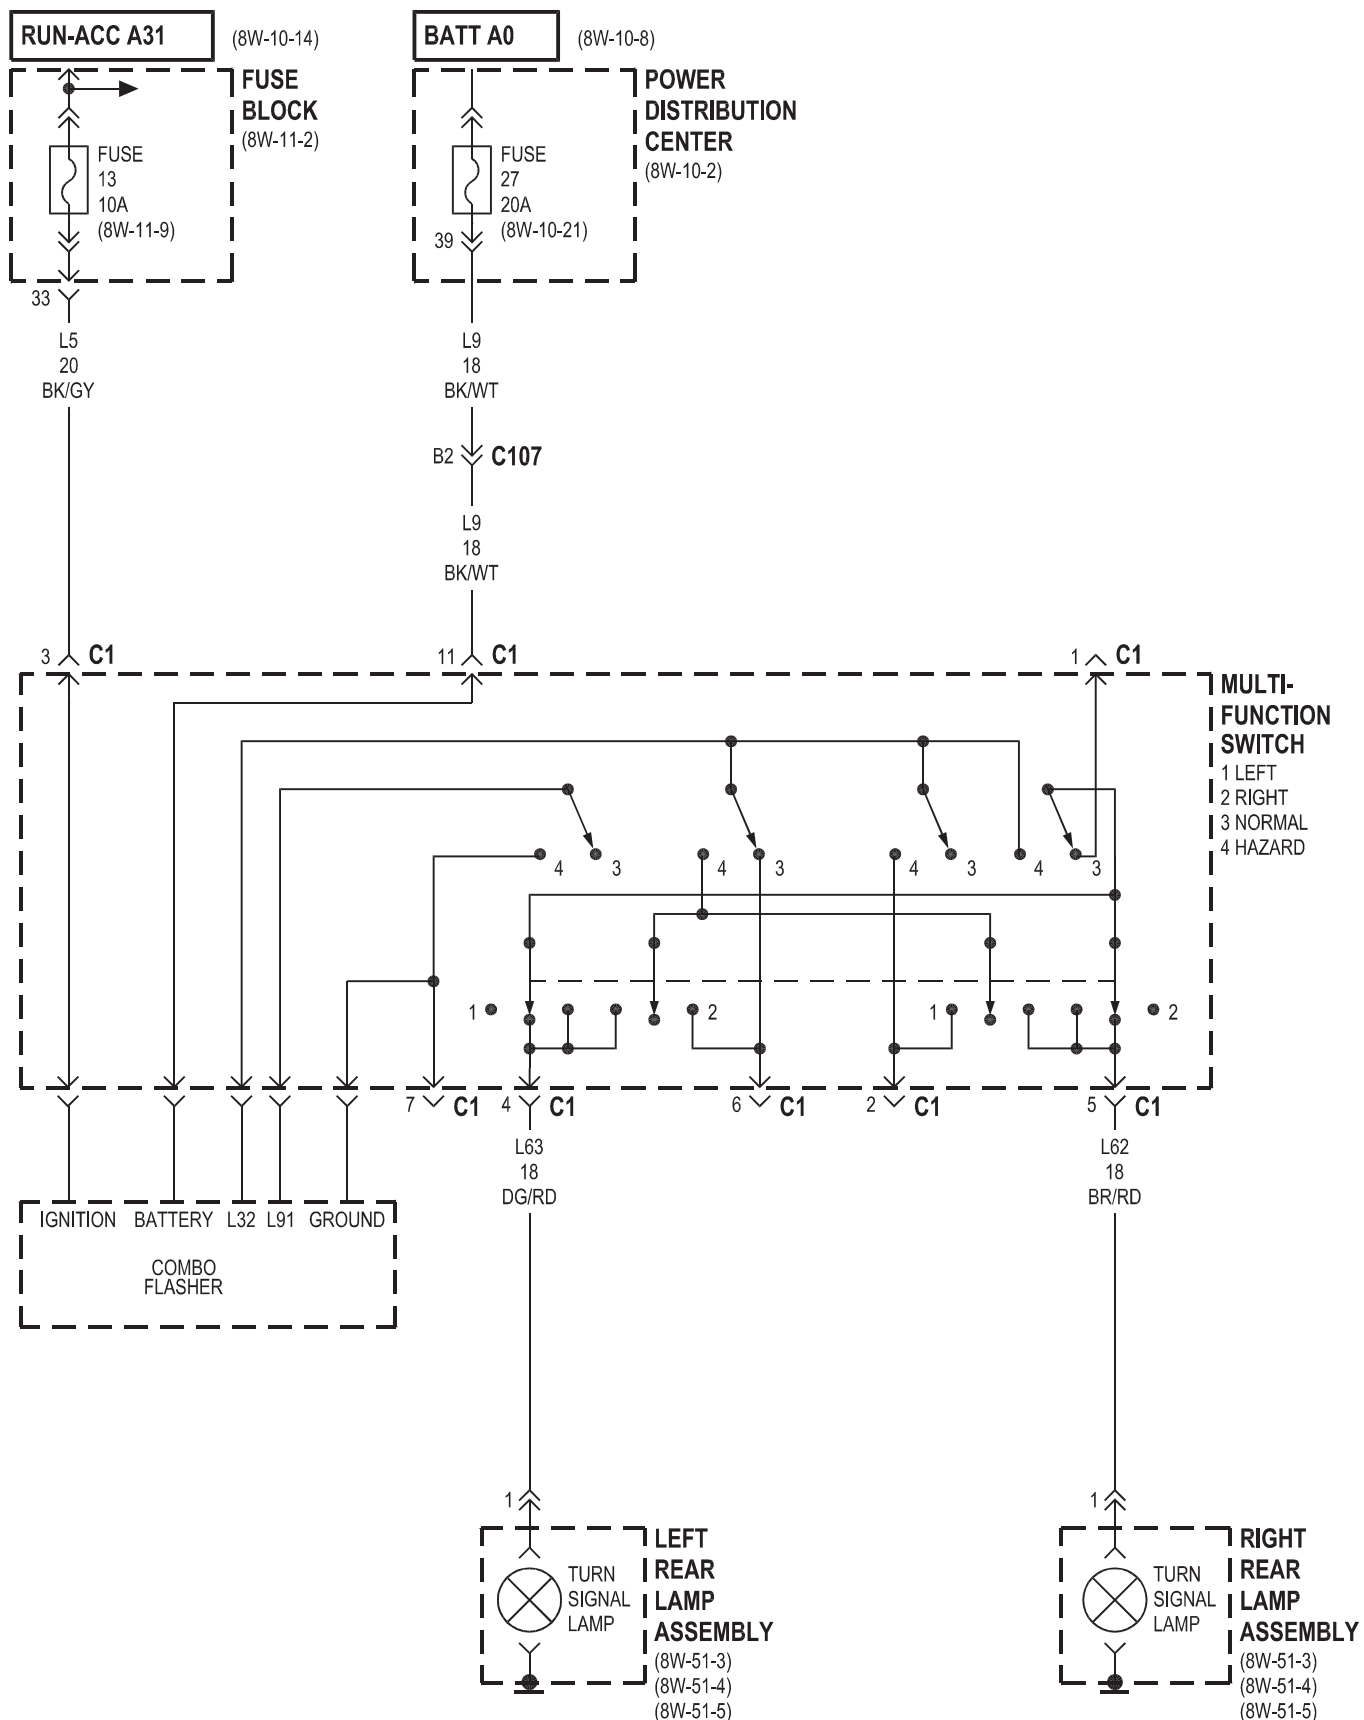 RUN-ACC A31
(8W-10-14)
BATT A0
(8W-10-8)
FUSE
BLOCK
(8W-11-2)
FUSE
13
10A
(8W-11-9)
33
POWER
DISTRIBUTION
CENTER
(8W-10-2)
FUSE
27
20A
(8W-10-21)
39
L5
20
BK/GY
L9
18
BK/WT
B2
C107
L9
18
BK/WT
3
C1
11
C1
1
C1
MULTI-
FUNCTION
SWITCH
1 LEFT
2 RIGHT
3 NORMAL
4 HAZARD
4
3
4
3
4
3
4
3
1
2
1
2
7
C1
4
C1
6
C1
2
C1
5
C1
L63
18
DG/RD
L62
18
BR/RD
IGNITION
BATTERY
L32
L91
GROUND
COMBO
FLASHER
1
LEFT
REAR
LAMP
ASSEMBLY
(8W-51-3)
(8W-51-4)
(8W-51-5)
TURN
SIGNAL
LAMP
1
RIGHT
REAR
LAMP
ASSEMBLY
(8W-51-3)
(8W-51-4)
(8W-51-5)
TURN
SIGNAL
LAMP